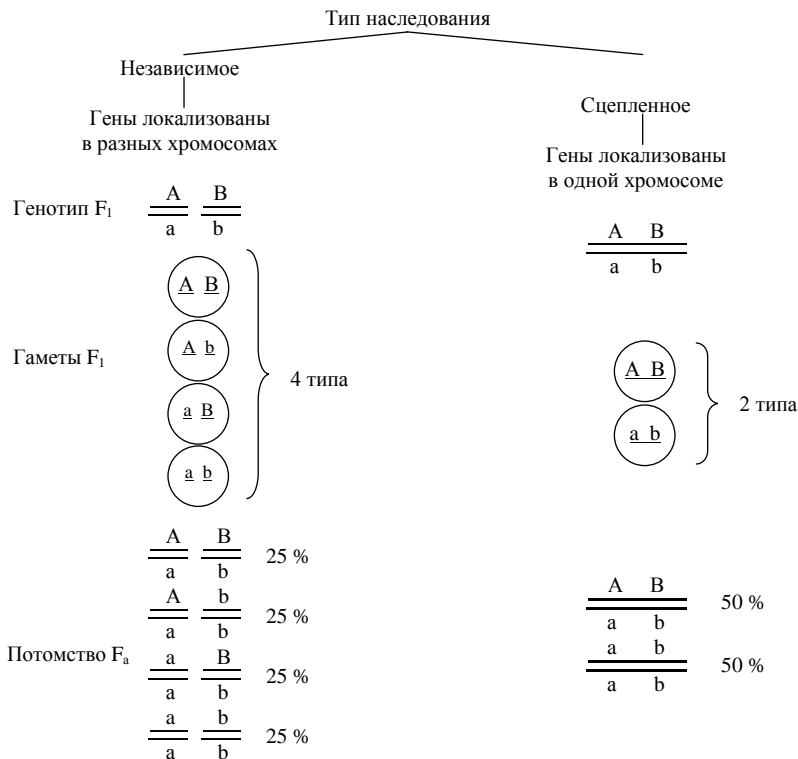 Тип наследования
Независимое
Гены локализованы
в разных хромосомах
Сцепленное
Гены локализованы
в одной хромосоме
Генотип F₁
A B
a b
A B
a b
Гаметы F₁
A B
A b
a B
a b
4 типа
A B
a b
2 типа
Потомство Fₐ
A B
a b
25 %
A b
a b
25 %
a B
a b
25 %
a b
a b
25 %
A B
a b
50 %
a b
a b
50 %